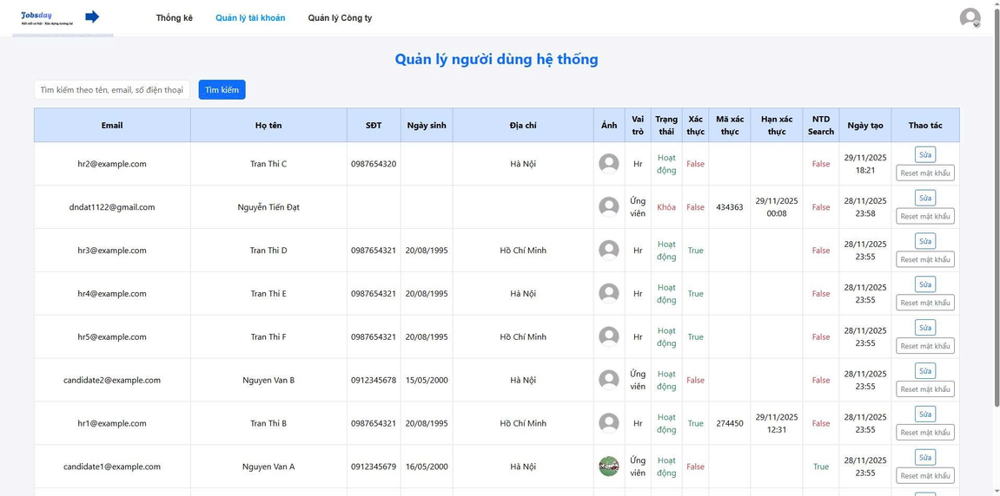 Jobsday
Kết nối cơ hội - Xây dựng tương lai
Thống kê Quản lý tài khoản Quản lý Công ty
Quản lý người dùng hệ thống
Tìm kiếm theo tên, email, số điện thoại Tìm kiếm
Email Họ tên SĐT Ngày sinh Địa chỉ Ảnh Vai trò Trạng thái Xác thực Mã xác thực Hạn xác thực NTD Search Ngày tạo Thao tác
hr2@example.com Tran Thi C 0987654320 Hà Nội Hr Hoạt động False False 29/11/2025 18:21 Sửa Reset mật khẩu
dndat1122@gmail.com Nguyễn Tiến Đạt Ứng viên Khóa False 434363 29/11/2025 00:08 False 28/11/2025 23:58 Sửa Reset mật khẩu
hr3@example.com Tran Thi D 0987654321 20/08/1995 Hồ Chí Minh Hr Hoạt động True False 28/11/2025 23:55 Sửa Reset mật khẩu
hr4@example.com Tran Thi E 0987654321 20/08/1995 Hà Nội Hr Hoạt động True False 28/11/2025 23:55 Sửa Reset mật khẩu
hr5@example.com Tran Thi F 0987654321 20/08/1995 Hồ Chí Minh Hr Hoạt động True False 28/11/2025 23:55 Sửa Reset mật khẩu
candidate2@example.com Nguyen Van B 0912345678 15/05/2000 Hà Nội Ứng viên Hoạt động False False 28/11/2025 23:55 Sửa Reset mật khẩu
hr1@example.com Tran Thi B 0987654321 20/08/1995 Hồ Chí Minh Hr Hoạt động True 274450 29/11/2025 12:31 False 28/11/2025 23:55 Sửa Reset mật khẩu
candidate1@example.com Nguyen Van A 0912345679 16/05/2000 Hà Nội Ứng viên Hoạt động False True 28/11/2025 23:55 Sửa Reset mật khẩu